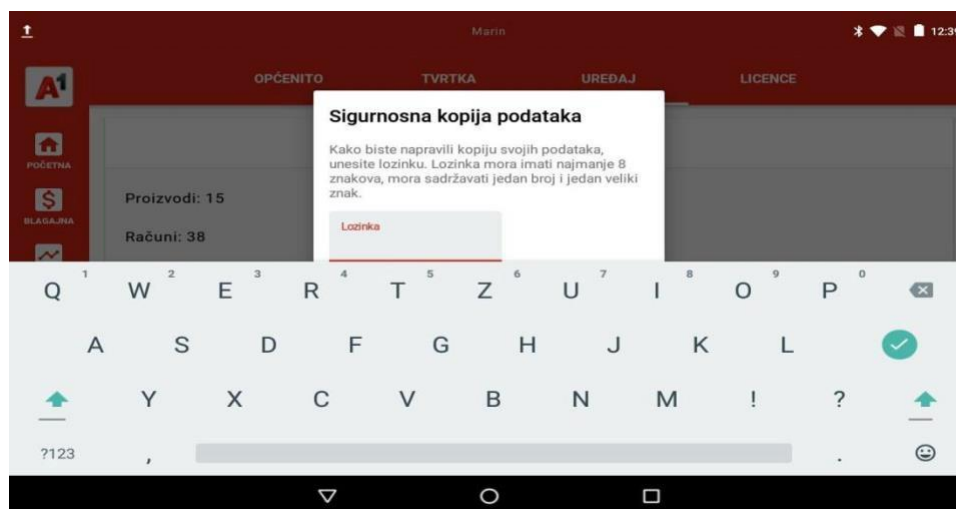 Marin
12:39
A1
OPĆENITO TVRTKA UREĐAJ LICENCE
Sigurnosna kopija podataka
Kako biste napravili kopiju svojih podataka,
unesite lozinku. Lozinka mora imati najmanje 8
znakova, mora sadržavati jedan broj i jedan veliki
znak.
POČETNA
Proizvodi: 15
BLAGAJNA
Lozinka
Računi: 38
1 2 3 4 5 6 7 8 9 0
Q W E R T Z U I O P
A S D F G H J K L
Y X C V B N M ! ?
?123 , .